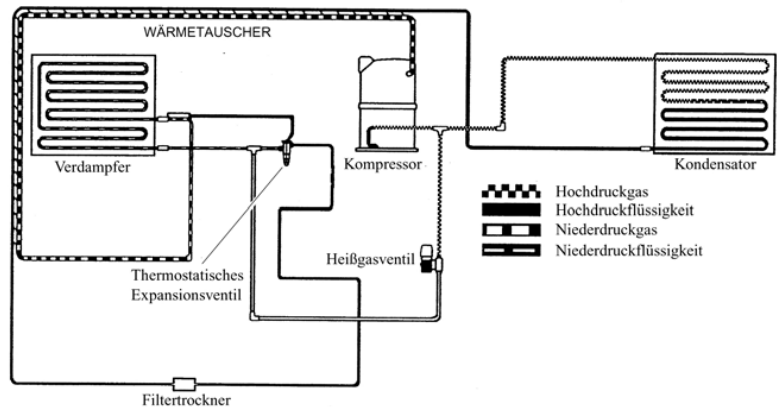 WÄRMETAUSCHER
Verdampfer
Kompressor
Kondensator
Hochdruckgas
Hochdruckflüssigkeit
Niederdruckgas
Niederdruckflüssigkeit
Heißgasventil
Thermostatisches
Expansionsventil
Filtertrockner